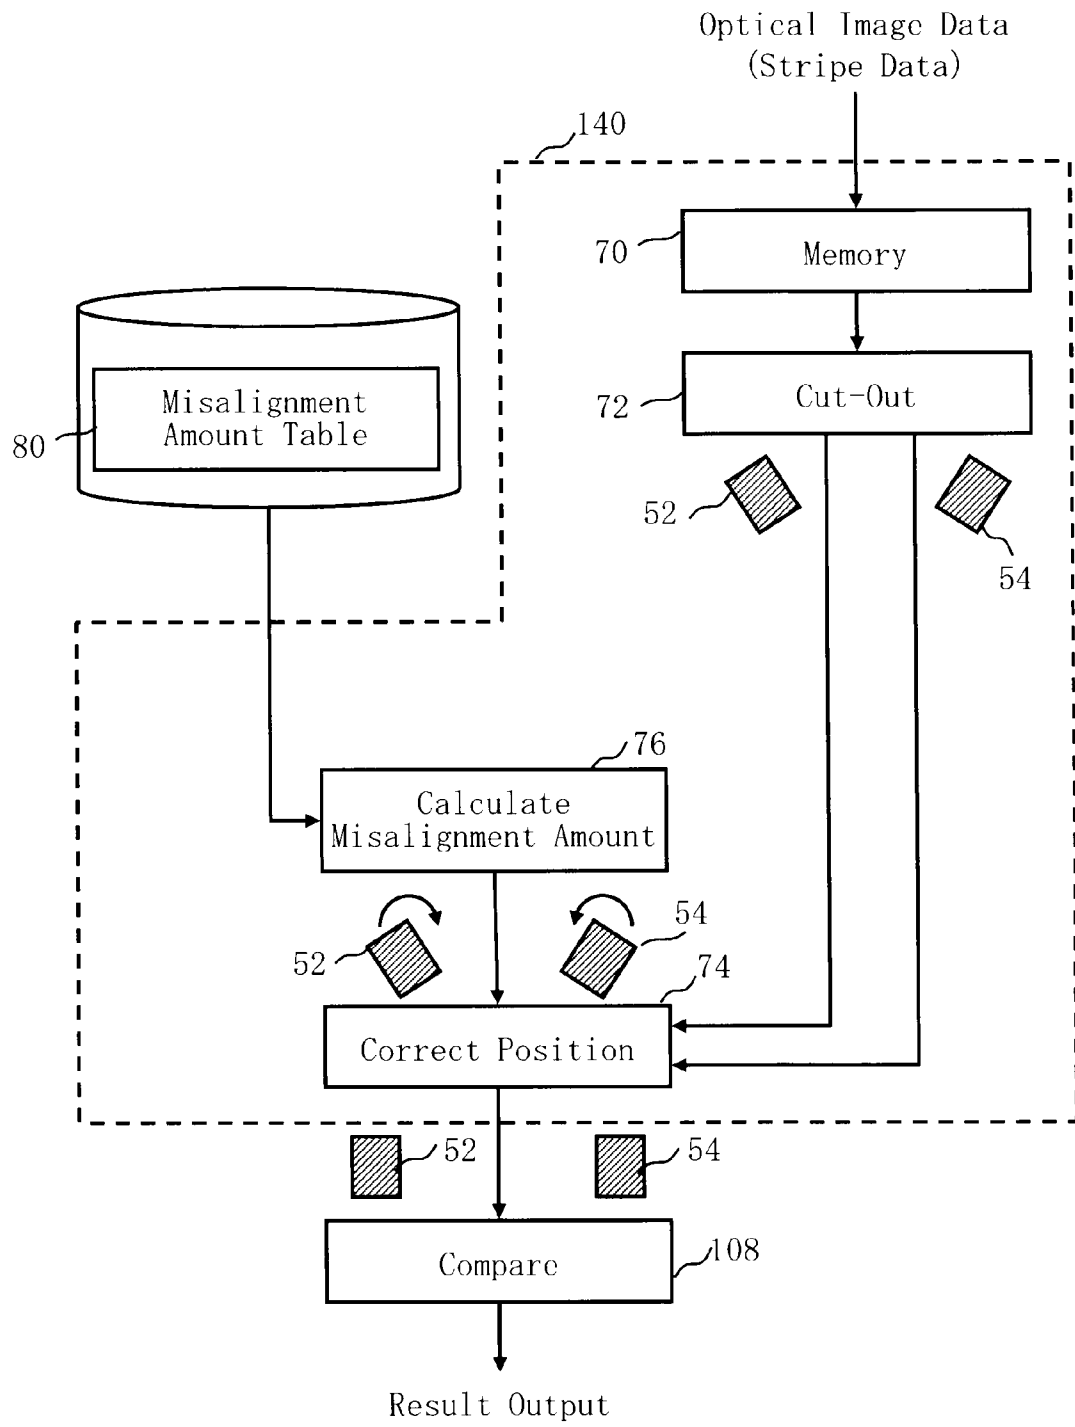 Optical Image Data
(Stripe Data)
140
70
Memory
72
Cut-Out
Misalignment
Amount Table
80
52
54
76
Calculate
Misalignment Amount
52
54
74
Correct Position
52
54
Compare
108
Result Output